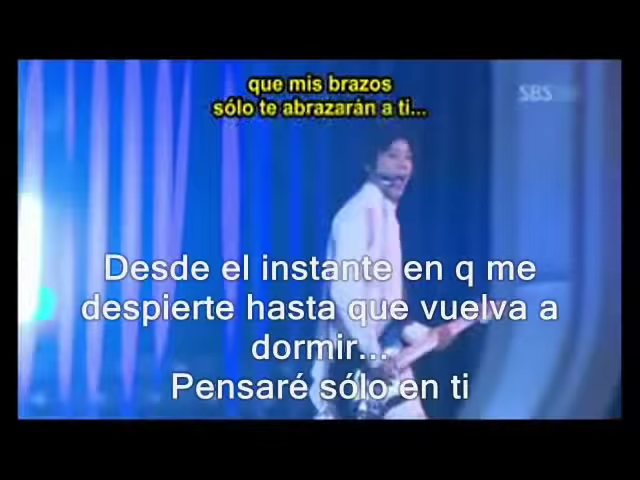 que mis brazos
sólo te abrazarán a ti...
SBS
Desde el instante en q me
despierte hasta que vuelva a
dormir...
Pensaré sólo en ti